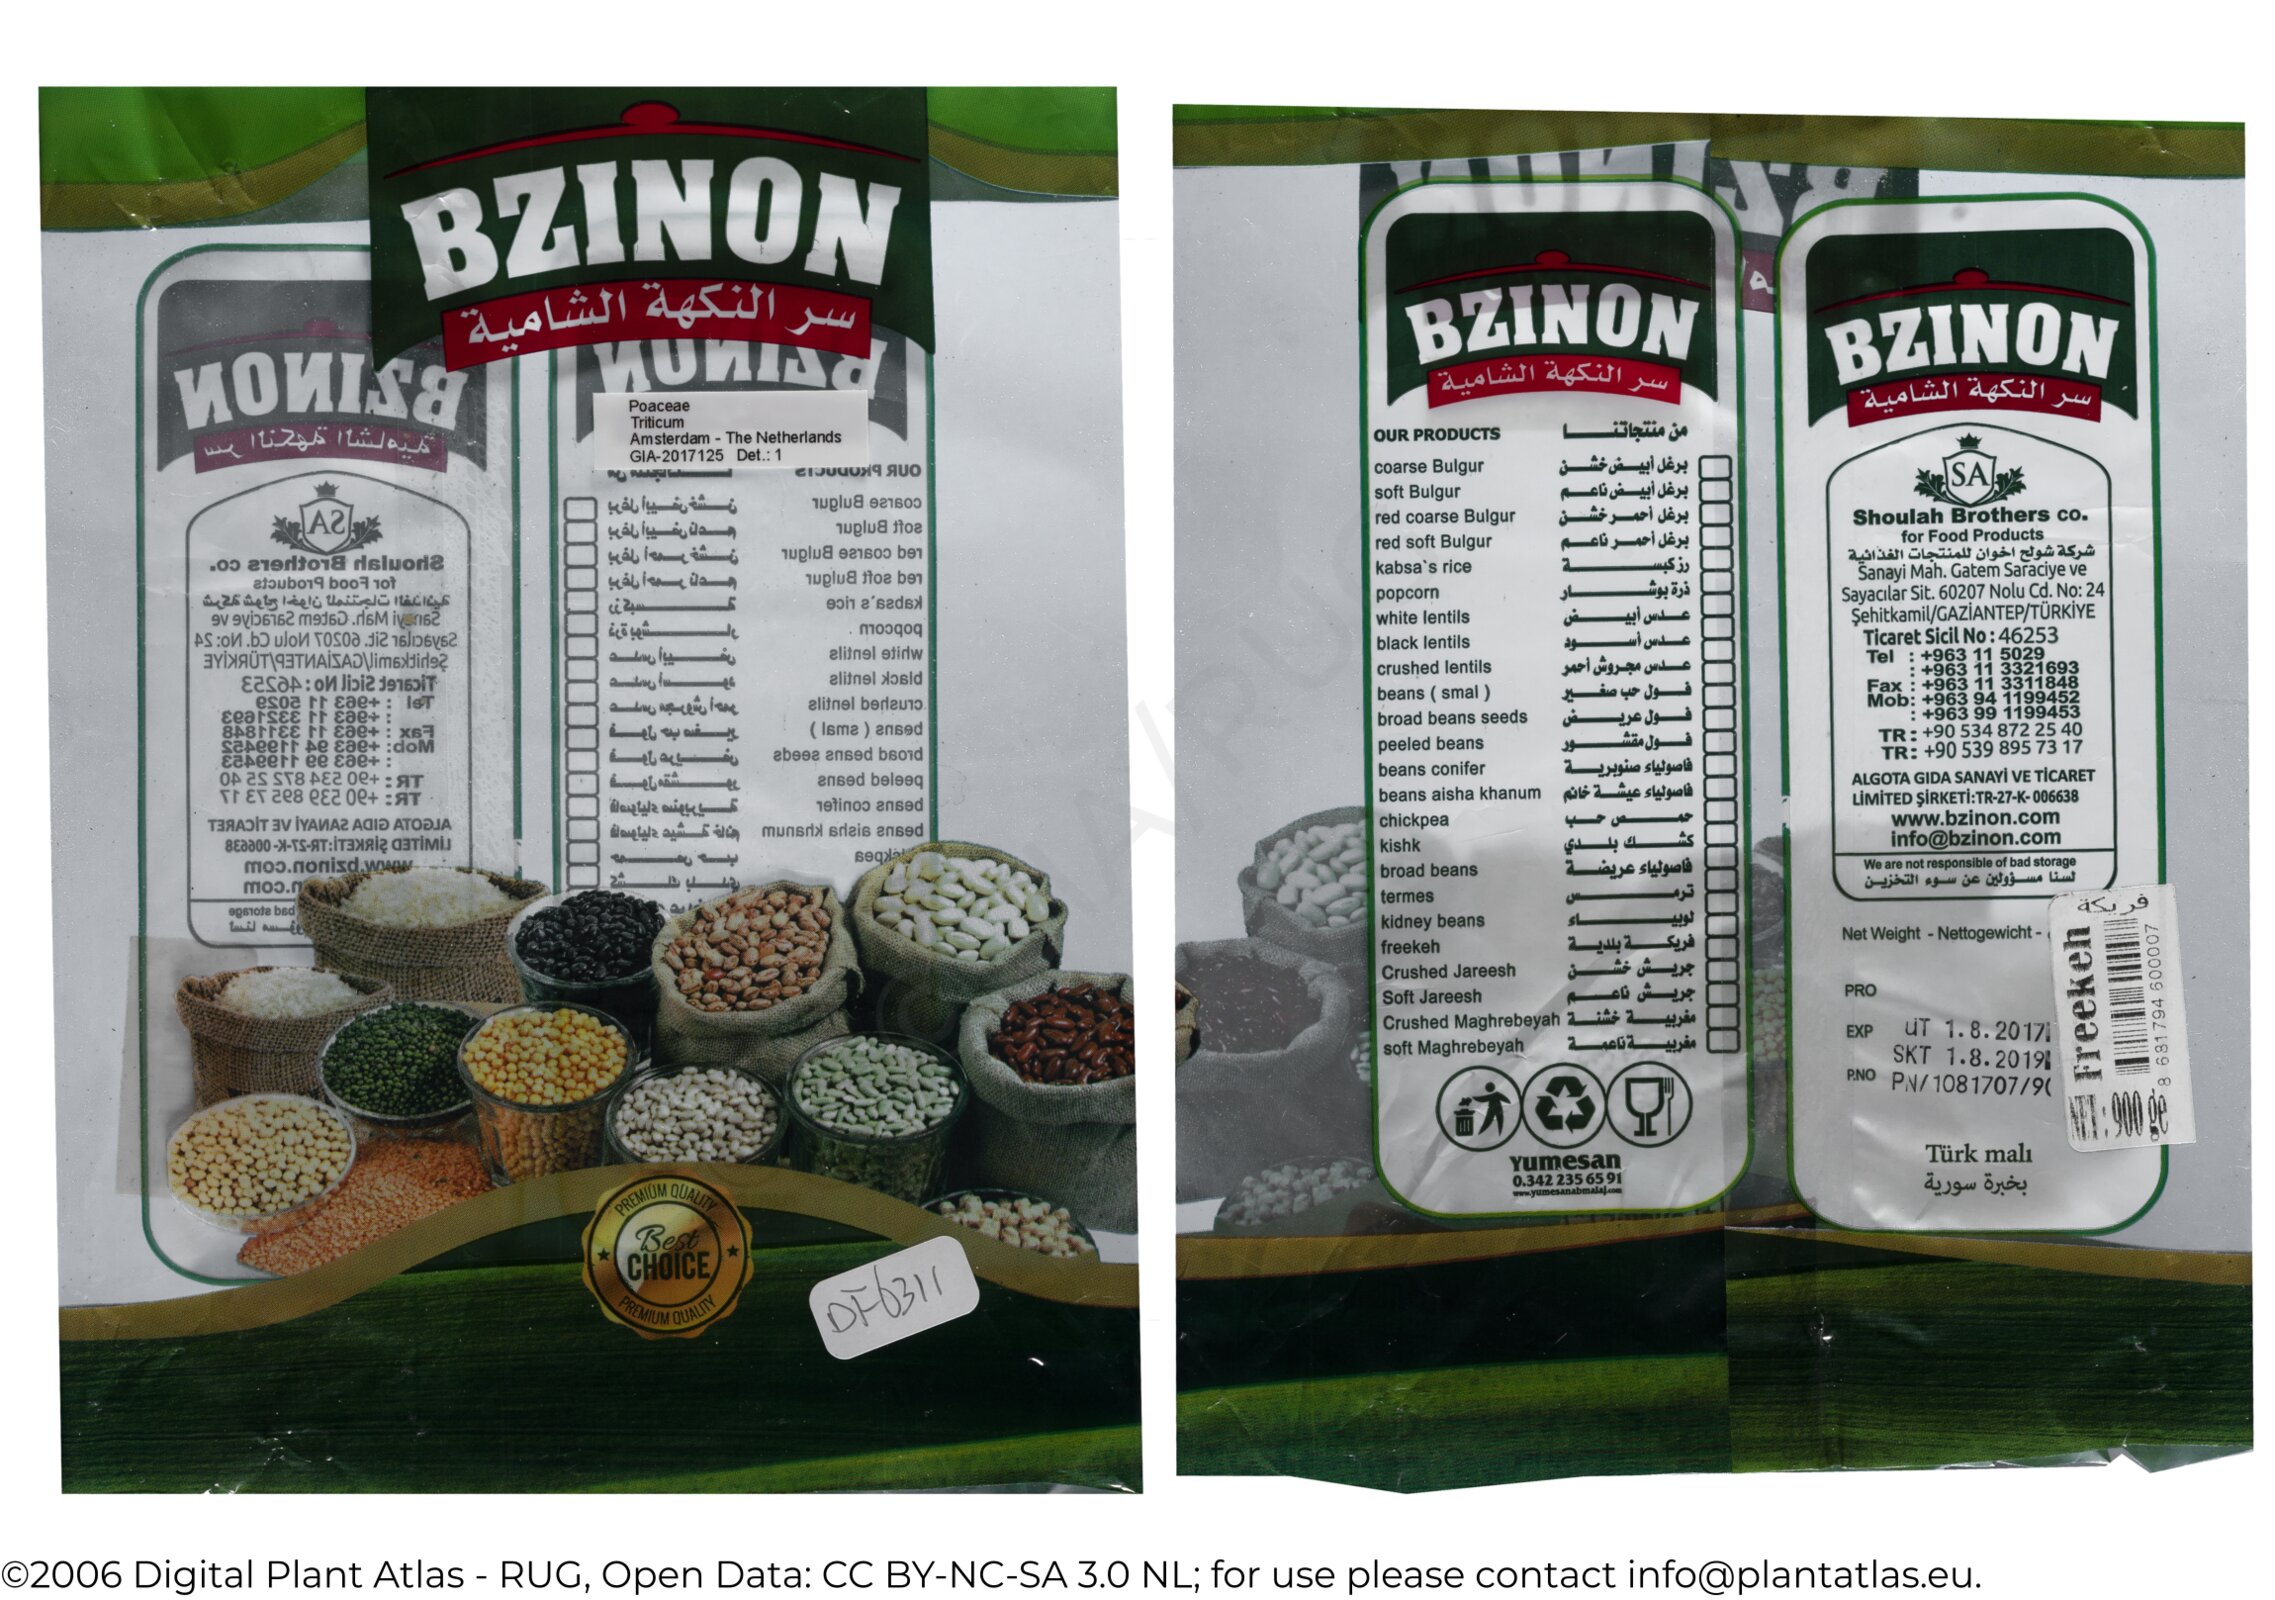 BZINON
سر النكهة الشامية
Poaceae
Triticum
Amsterdam - The Netherlands
GIA-2017125 Det.: 1
PREMIUM QUALITY
Best
CHOICE
PREMIUM QUALITY
DF6311
BZINON
سر النكهة الشامية
OUR PRODUCTS من منتجاتنا
coarse Bulgur برغل أبيض خشن
soft Bulgur برغل أبيض ناعم
red coarse Bulgur برغل أحمر خشن
red soft Bulgur برغل أحمر ناعم
kabsa`s rice رز كبسة
popcorn ذرة بوشار
white lentils عدس أبيض
black lentils عدس أسود
crushed lentils عدس مجروش أحمر
beans ( smal ) فول حب صغير
broad beans seeds فول عريض
peeled beans فول مقشور
beans conifer فاصولياء صنوبرية
beans aisha khanum فاصولياء عيشة خانم
chickpea حمص حب
kishk كشك بلدي
broad beans فاصولياء عريضة
termes ترمس
kidney beans لوبياء
freekeh فريكة بلدية
Crushed Jareesh جريش خشن
Soft Jareesh جريش ناعم
Crushed Maghrebeyah مغربية خشنة
soft Maghrebeyah مغربية ناعمة
Yumesan
0.342 235 65 91
www.yumesanabmalaj.com
BZINON
سر النكهة الشامية
SA
Shoulah Brothers co.
for Food Products
شركة شولح اخوان للمنتجات الغذائية
Sanayi Mah. Gatem Saraciye ve
Sayacılar Sit. 60207 Nolu Cd. No: 24
Şehitkamil/GAZİANTEP/TÜRKİYE
Ticaret Sicil No : 46253
Tel : +963 11 5029
: +963 11 3321693
Fax : +963 11 3311848
Mob: +963 94 1199452
: +963 99 1199453
TR : +90 534 872 25 40
TR : +90 539 895 73 17
ALGOTA GIDA SANAYİ VE TİCARET
LİMİTED ŞİRKETİ:TR-27-K- 006638
www.bzinon.com
info@bzinon.com
We are not responsible of bad storage
لسنا مسؤولين عن سوء التخزين
Net Weight - Nettogewicht -
PRO
EXP UT 1.8.2017
SKT 1.8.2019
P.NO PN/1081707/90
Türk malı
بخبرة سورية
فريكة
Freekeh
8 681794 600007
NET: 900 ge
©2006 Digital Plant Atlas - RUG, Open Data: CC BY-NC-SA 3.0 NL; for use please contact info@plantatlas.eu.